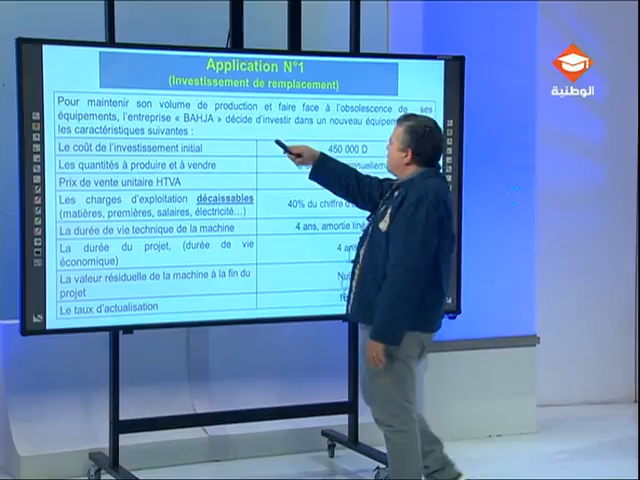 Application N°1
(Investissement de remplacement)
Pour maintenir son volume de production et faire face à l'obsolescence de ses
équipements, l'entreprise « BAHJA » décide d'investir dans un nouveau
les caractéristiques suivantes :
Le coût de l'investissement initial 450 000 D
Les quantités à produire et à vendre
Prix de vente unitaire HTVA
Les charges d'exploitation décaissables
(matières, premières, salaires, électricité…) 40% du chiffre
La durée de vie technique de la machine 4 ans, amortie
La durée du projet, (durée de vie
économique) 4
La valeur résiduelle de la machine à la fin du
projet
Le taux d'actualisation
الوطنية